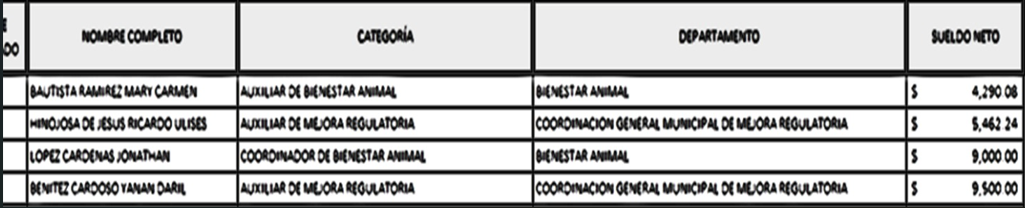 E
DO NOMBRE COMPLETO CATEGORÍA DEPARTAMENTO SUELDO NETO
BAUTISTA RAMIREZ MARY CARMEN AUXILIAR DE BIENESTAR ANIMAL BIENESTAR ANIMAL $ 4,290.08
HINOJOSA DE JESUS RICARDO ULISES AUXILIAR DE MEJORA REGULATORIA COORDINACION GENERAL MUNICIPAL DE MEJORA REGULATORIA $ 5,462.24
LOPEZ CARDENAS JONATHAN COORDINADOR DE BIENESTAR ANIMAL BIENESTAR ANIMAL $ 9,000.00
BENITEZ CARDOSO YANAN DARIL AUXILIAR DE MEJORA REGULATORIA COORDINACION GENERAL MUNICIPAL DE MEJORA REGULATORIA $ 9,500.00